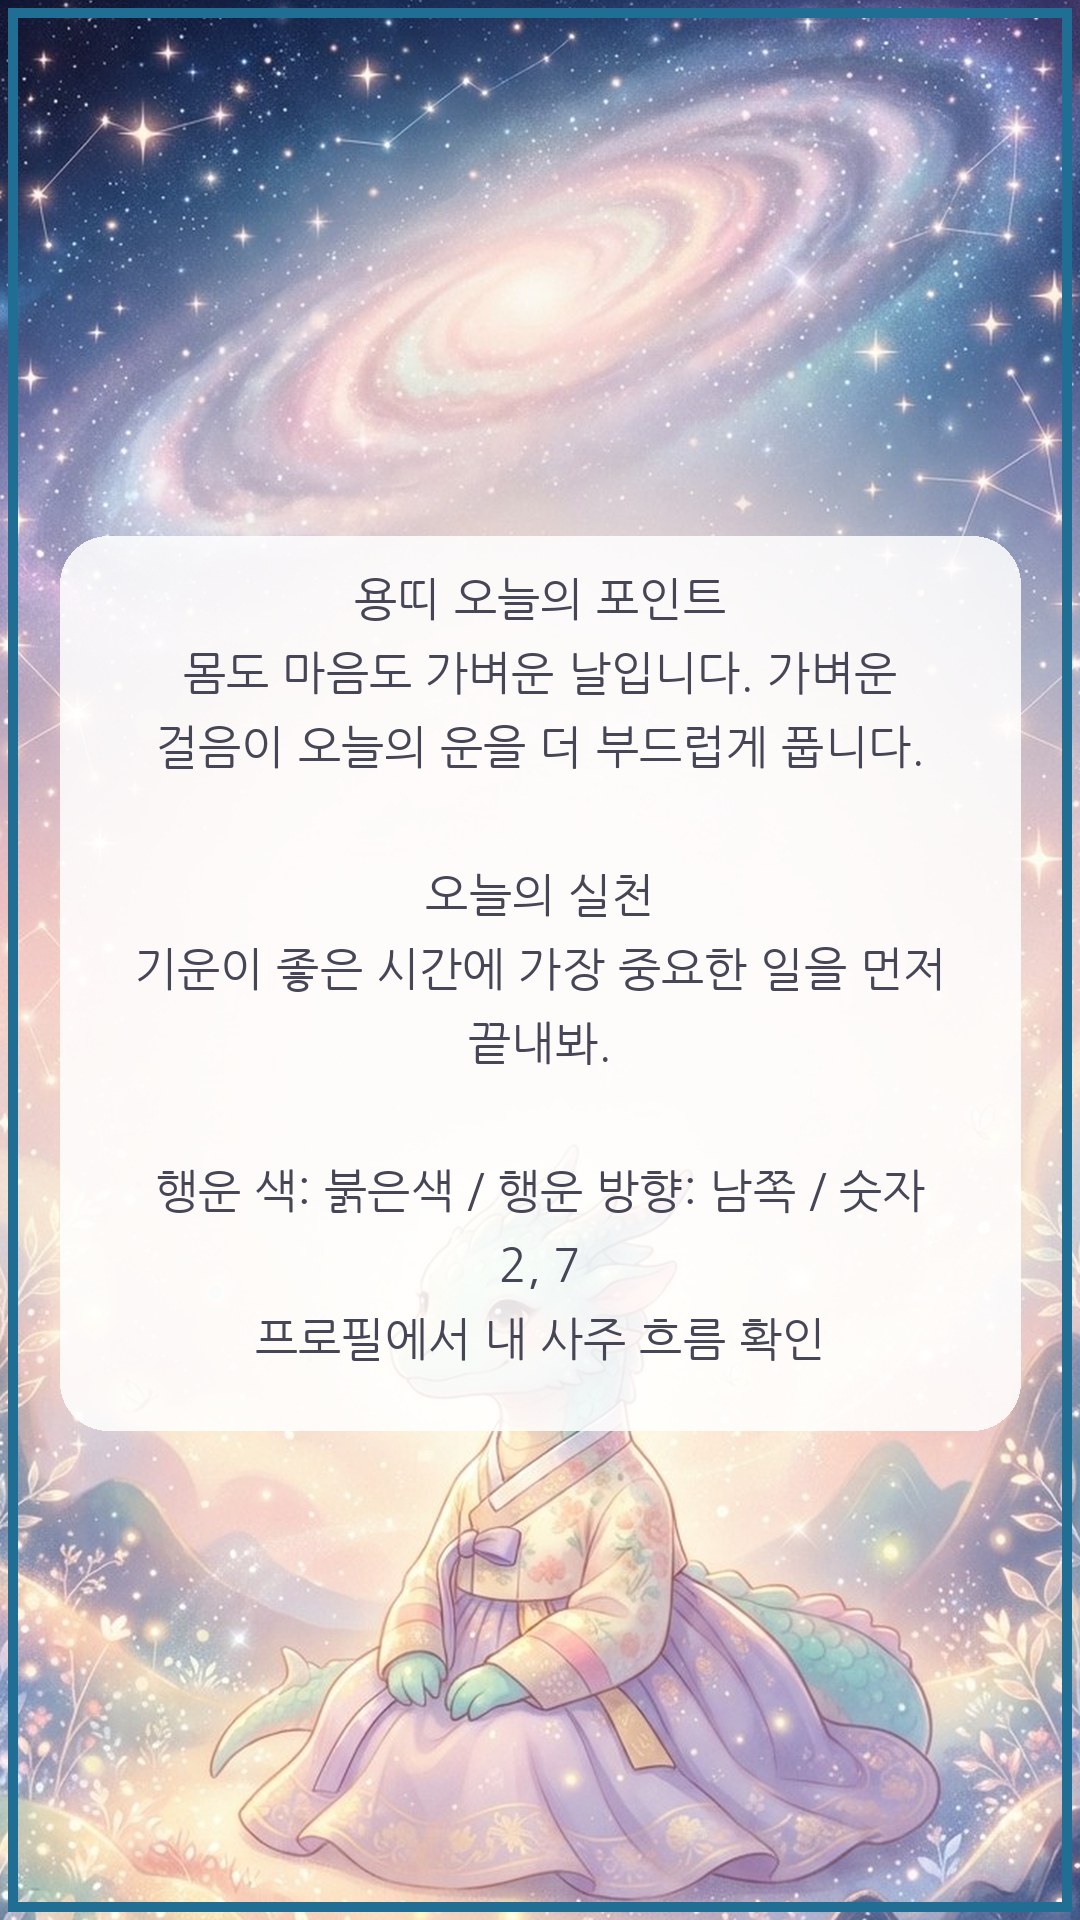 용띠 오늘의 포인트
몸도 마음도 가벼운 날입니다. 가벼운
걸음이 오늘의 운을 더 부드럽게 풉니다.
오늘의 실천
기운이 좋은 시간에 가장 중요한 일을 먼저
끝내봐.
행운 색: 붉은색 / 행운 방향: 남쪽 / 숫자
2, 7
프로필에서 내 사주 흐름 확인